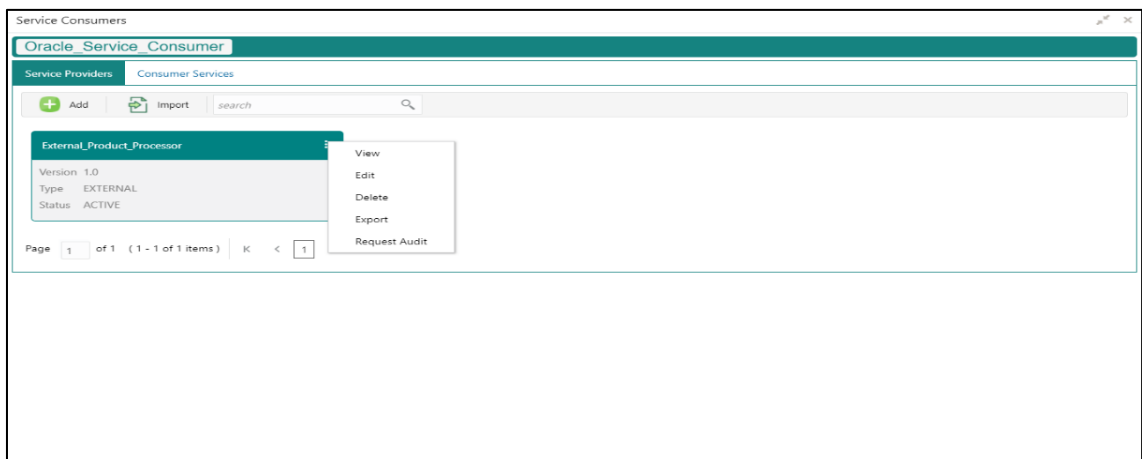 Service Consumers
Oracle_Service_Consumer
Service Providers Consumer Services
Add Import search
External_Product_Processor
Version 1.0
Type EXTERNAL
Status ACTIVE
View
Edit
Delete
Export
Request Audit
Page 1 of 1 (1 - 1 of 1 items) K < 1